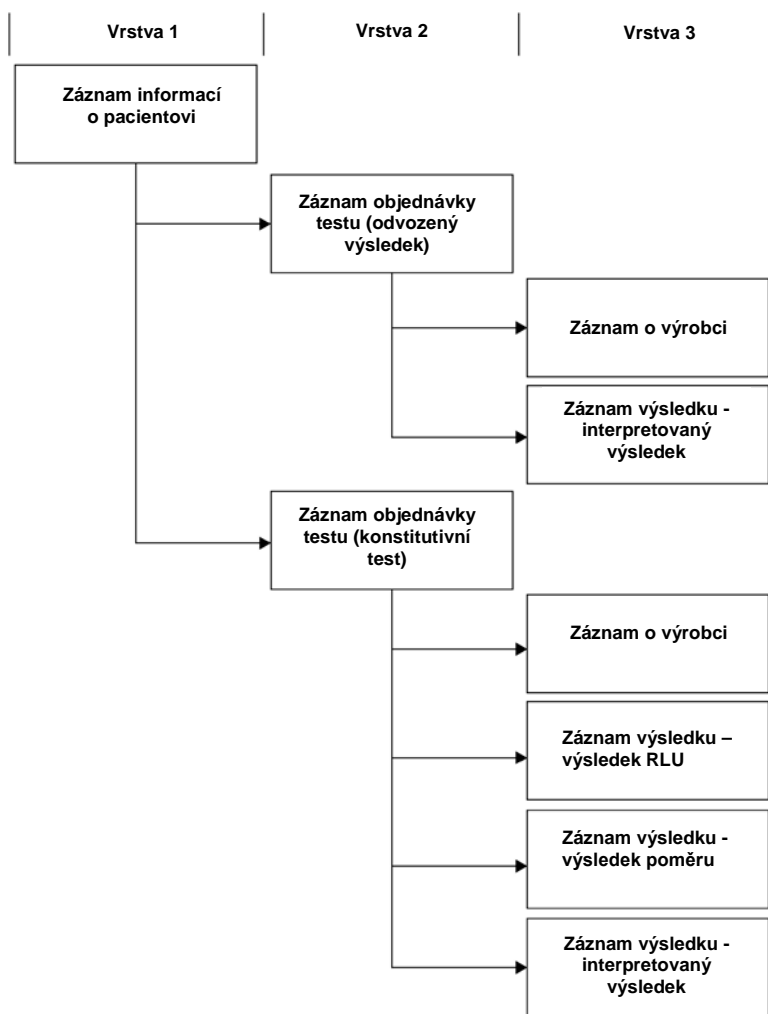 Vrstva 1
Vrstva 2
Vrstva 3
Záznam informací
o pacientovi
Záznam objednávky
testu (odvozený
výsledek)
Záznam o výrobci
Záznam výsledku -
interpretovaný
výsledek
Záznam objednávky
testu (konstitutivní
test)
Záznam o výrobci
Záznam výsledku –
výsledek RLU
Záznam výsledku -
výsledek poměru
Záznam výsledku -
interpretovaný
výsledek